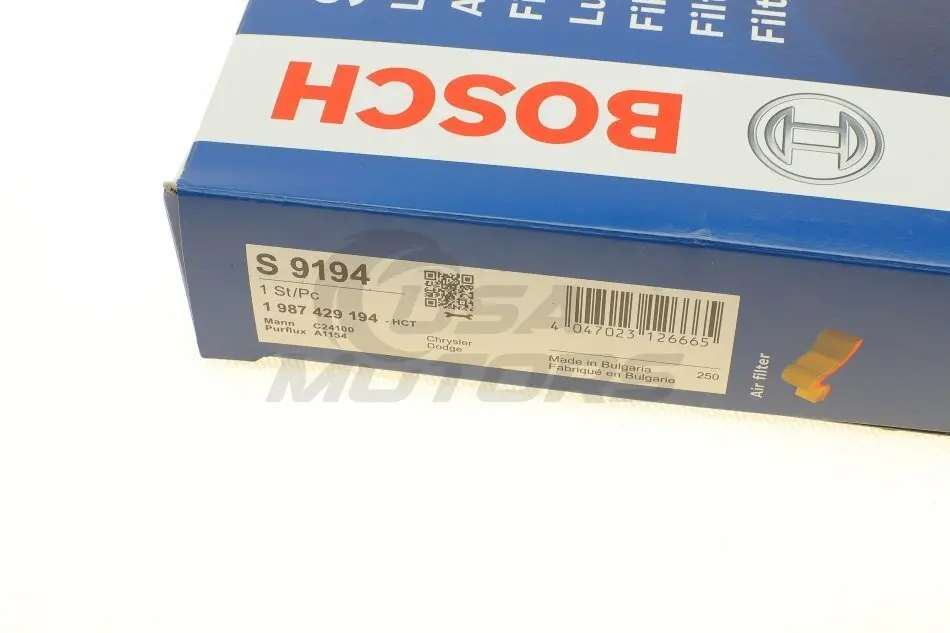 BOSCH
S 9194
1 St/Pc
1 987 429 194 - HCT
Mann C24100
Purflux A1154
Chrysler
Dodge
4 047023 126665
Made in Bulgaria
Fabriqué en Bulgarie 250
Air filter
USA
MOTORS